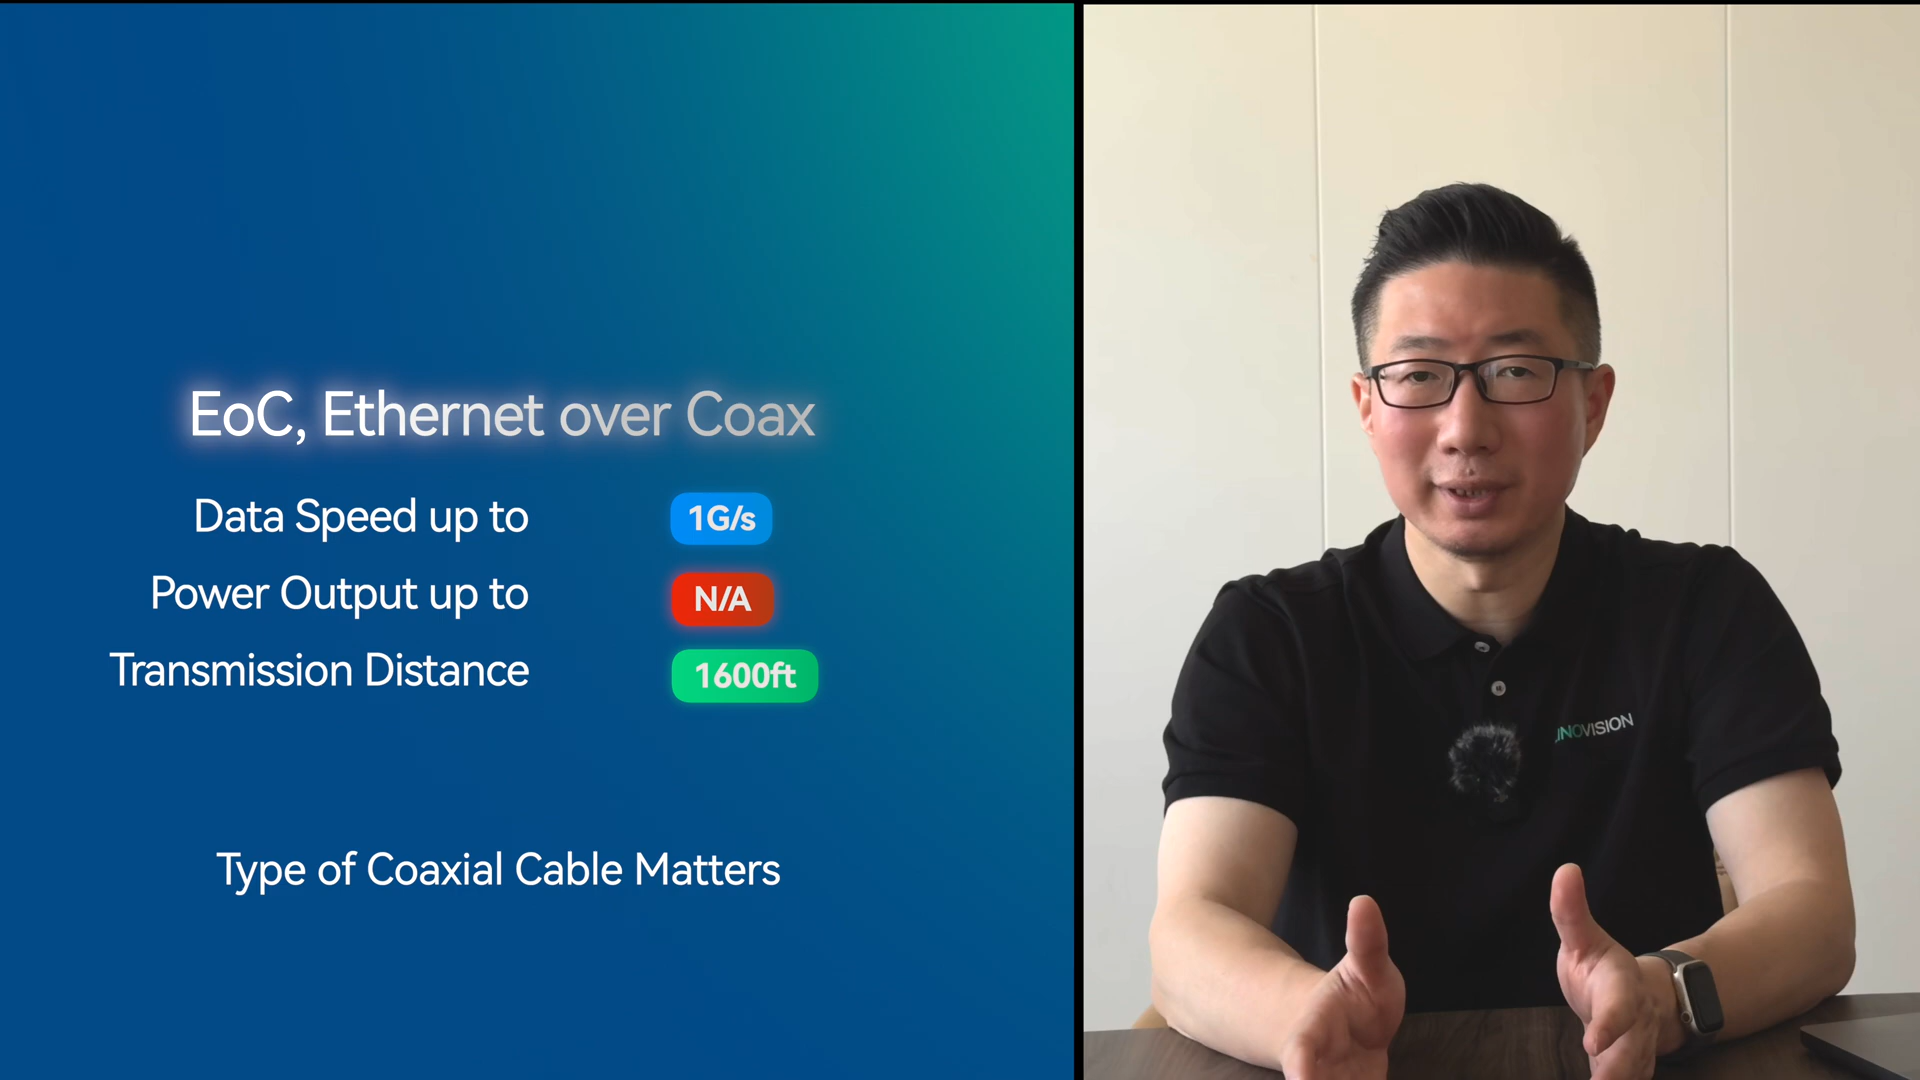 EoC, Ethernet over Coax
Data Speed up to 1G/s
Power Output up to N/A
Transmission Distance 1600ft
Type of Coaxial Cable Matters
INOVISION